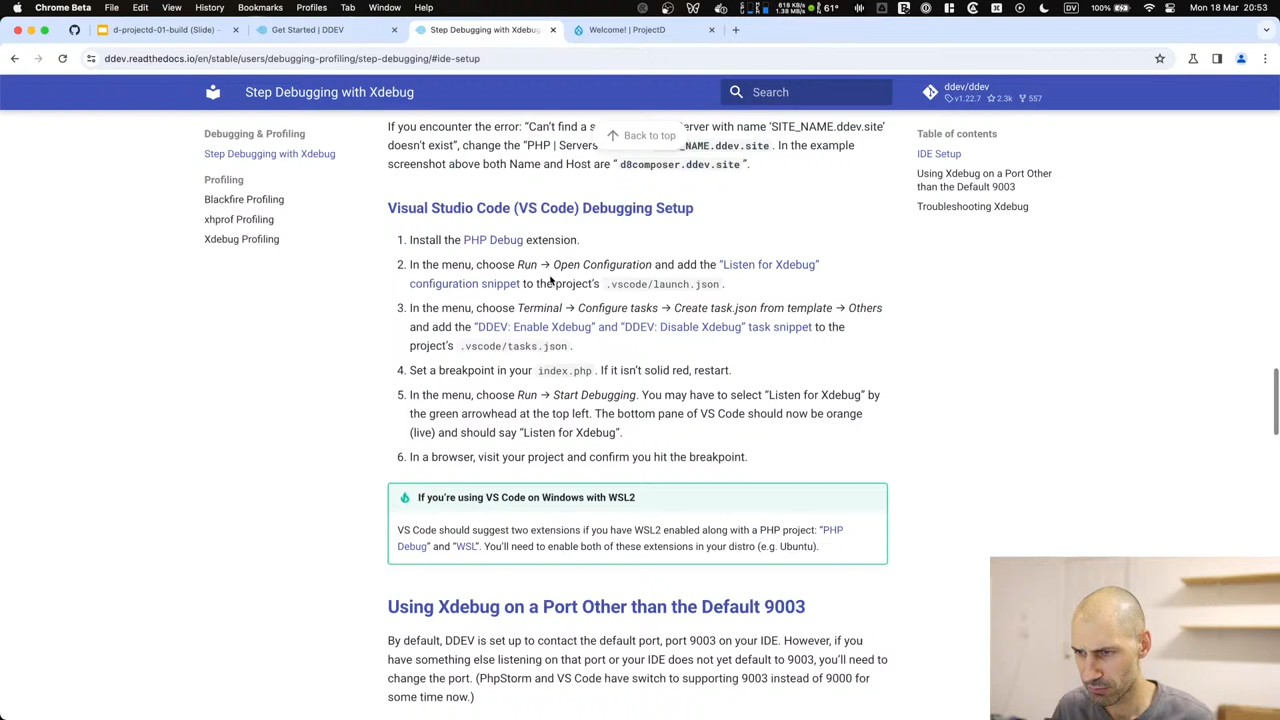 Chrome Beta File Edit View History Bookmarks Profiles Tab Window Help
618 KB/s
1.38 MB/s
61°
DV
100%
Mon 18 Mar 20:53
d-projectd-01-build (Slide) -
Get Started | DDEV
Step Debugging with Xdebug
Welcome! | ProjectD
ddev.readthedocs.io/en/stable/users/debugging-profiling/step-debugging/#ide-setup
Step Debugging with Xdebug
Search
ddev/ddev
v1.22.7 2.3k 557
Debugging & Profiling
Step Debugging with Xdebug
Profiling
Blackfire Profiling
xhprof Profiling
Xdebug Profiling
If you encounter the error: “Can’t find a s erver with name ‘SITE_NAME.ddev.site’
doesn’t exist”, change the “PHP | Servers _NAME.ddev.site. In the example
screenshot above both Name and Host are “ d8composer.ddev.site ”.
Back to top
Visual Studio Code (VS Code) Debugging Setup
1. Install the PHP Debug extension.
2. In the menu, choose Run → Open Configuration and add the “Listen for Xdebug”
configuration snippet to the project’s .vscode/launch.json.
3. In the menu, choose Terminal → Configure tasks → Create task.json from template → Others
and add the “DDEV: Enable Xdebug” and “DDEV: Disable Xdebug” task snippet to the
project’s .vscode/tasks.json.
4. Set a breakpoint in your index.php. If it isn’t solid red, restart.
5. In the menu, choose Run → Start Debugging. You may have to select “Listen for Xdebug” by
the green arrowhead at the top left. The bottom pane of VS Code should now be orange
(live) and should say “Listen for Xdebug”.
6. In a browser, visit your project and confirm you hit the breakpoint.
If you’re using VS Code on Windows with WSL2
VS Code should suggest two extensions if you have WSL2 enabled along with a PHP project: “PHP
Debug” and “WSL”. You’ll need to enable both of these extensions in your distro (e.g. Ubuntu).
Using Xdebug on a Port Other than the Default 9003
By default, DDEV is set up to contact the default port, port 9003 on your IDE. However, if you
have something else listening on that port or your IDE does not yet default to 9003, you’ll need to
change the port. (PhpStorm and VS Code have switch to supporting 9003 instead of 9000 for
some time now.)
Table of contents
IDE Setup
Using Xdebug on a Port Other
than the Default 9003
Troubleshooting Xdebug